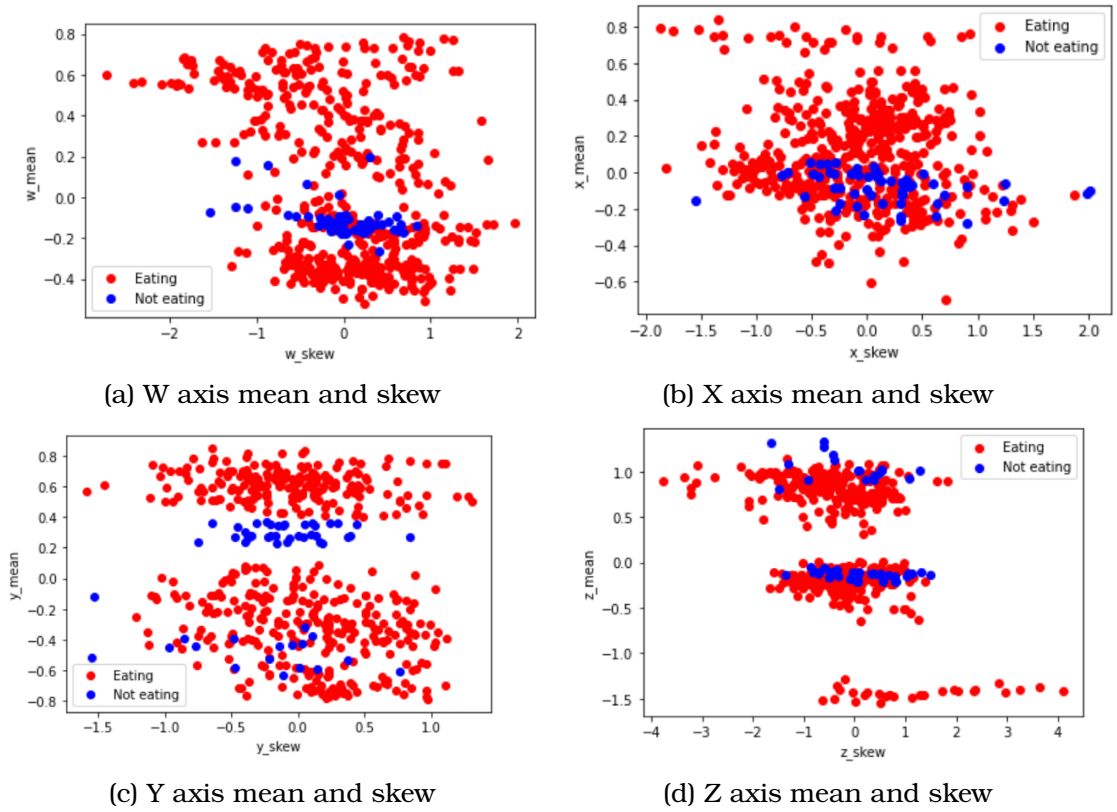 0.8
0.6
0.4
0.2
0.0
−0.2
−0.4
w_mean
Eating
Not eating
−2
−1
0
1
2
w_skew
(a) W axis mean and skew
0.8
0.6
0.4
0.2
0.0
−0.2
−0.4
−0.6
x_mean
Eating
Not eating
−2.0
−1.5
−1.0
−0.5
0.0
0.5
1.0
1.5
2.0
x_skew
(b) X axis mean and skew
0.8
0.6
0.4
0.2
0.0
−0.2
−0.4
−0.6
−0.8
y_mean
Eating
Not eating
−1.5
−1.0
−0.5
0.0
0.5
1.0
y_skew
(c) Y axis mean and skew
1.0
0.5
0.0
−0.5
−1.0
−1.5
z_mean
Eating
Not eating
−4
−3
−2
−1
0
1
2
3
4
z_skew
(d) Z axis mean and skew